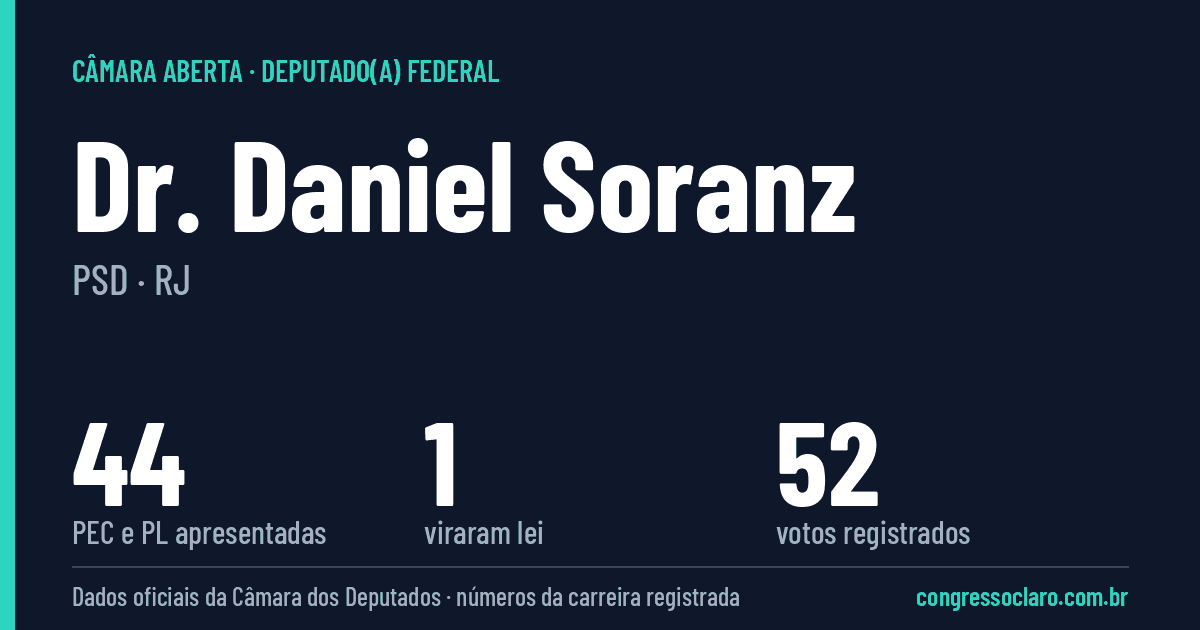 CÂMARA ABERTA · DEPUTADO(A) FEDERAL
Dr. Daniel Soranz
PSD · RJ
44 1 52
PEC e PL apresentadas viraram lei votos registrados
Dados oficiais da Câmara dos Deputados · números da carreira registrada congressoclaro.com.br